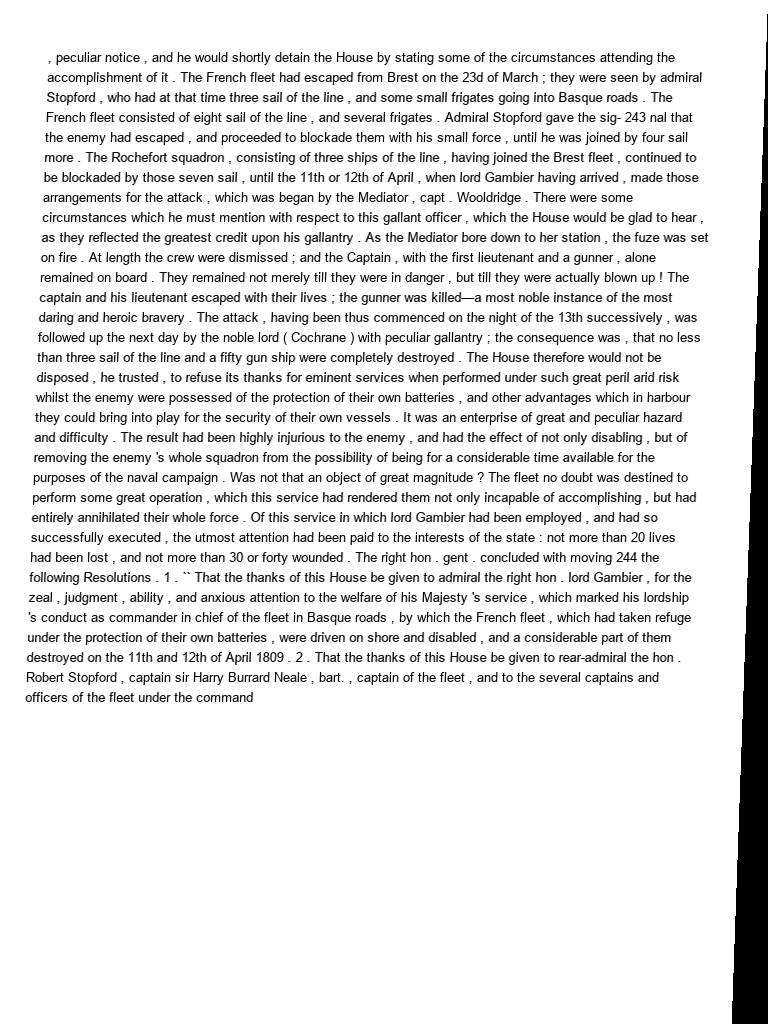 , peculiar notice , and he would shortly detain the House by stating some of the circumstances attending the
accomplishment of it . The French fleet had escaped from Brest on the 23d of March ; they were seen by admiral
Stopford , who had at that time three sail of the line , and some small frigates going into Basque roads . The
French fleet consisted of eight sail of the line , and several frigates . Admiral Stopford gave the sig- 243 nal that
the enemy had escaped , and proceeded to blockade them with his small force , until he was joined by four sail
more . The Rochefort squadron , consisting of three ships of the line , having joined the Brest fleet , continued to
be blockaded by those seven sail , until the 11th or 12th of April , when lord Gambier having arrived , made those
arrangements for the attack , which was began by the Mediator , capt . Wooldridge . There were some
circumstances which he must mention with respect to this gallant officer , which the House would be glad to hear ,
as they reflected the greatest credit upon his gallantry . As the Mediator bore down to her station , the fuze was set
on fire . At length the crew were dismissed ; and the Captain , with the first lieutenant and a gunner , alone
remained on board . They remained not merely till they were in danger , but till they were actually blown up ! The
captain and his lieutenant escaped with their lives ; the gunner was killed—a most noble instance of the most
daring and heroic bravery . The attack , having been thus commenced on the night of the 13th successively , was
followed up the next day by the noble lord ( Cochrane ) with peculiar gallantry ; the consequence was , that no less
than three sail of the line and a fifty gun ship were completely destroyed . The House therefore would not be
disposed , he trusted , to refuse its thanks for eminent services when performed under such great peril arid risk
whilst the enemy were possessed of the protection of their own batteries , and other advantages which in harbour
they could bring into play for the security of their own vessels . It was an enterprise of great and peculiar hazard
and difficulty . The result had been highly injurious to the enemy , and had the effect of not only disabling , but of
removing the enemy 's whole squadron from the possibility of being for a considerable time available for the
purposes of the naval campaign . Was not that an object of great magnitude ? The fleet no doubt was destined to
perform some great operation , which this service had rendered them not only incapable of accomplishing , but had
entirely annihilated their whole force . Of this service in which lord Gambier had been employed , and had so
successfully executed , the utmost attention had been paid to the interests of the state : not more than 20 lives
had been lost , and not more than 30 or forty wounded . The right hon . gent . concluded with moving 244 the
following Resolutions . 1 . `` That the thanks of this House be given to admiral the right hon . lord Gambier , for the
zeal , judgment , ability , and anxious attention to the welfare of his Majesty 's service , which marked his lordship
's conduct as commander in chief of the fleet in Basque roads , by which the French fleet , which had taken refuge
under the protection of their own batteries , were driven on shore and disabled , and a considerable part of them
destroyed on the 11th and 12th of April 1809 . 2 . That the thanks of this House be given to rear-admiral the hon .
Robert Stopford , captain sir Harry Burrard Neale , bart. , captain of the fleet , and to the several captains and
officers of the fleet under the command